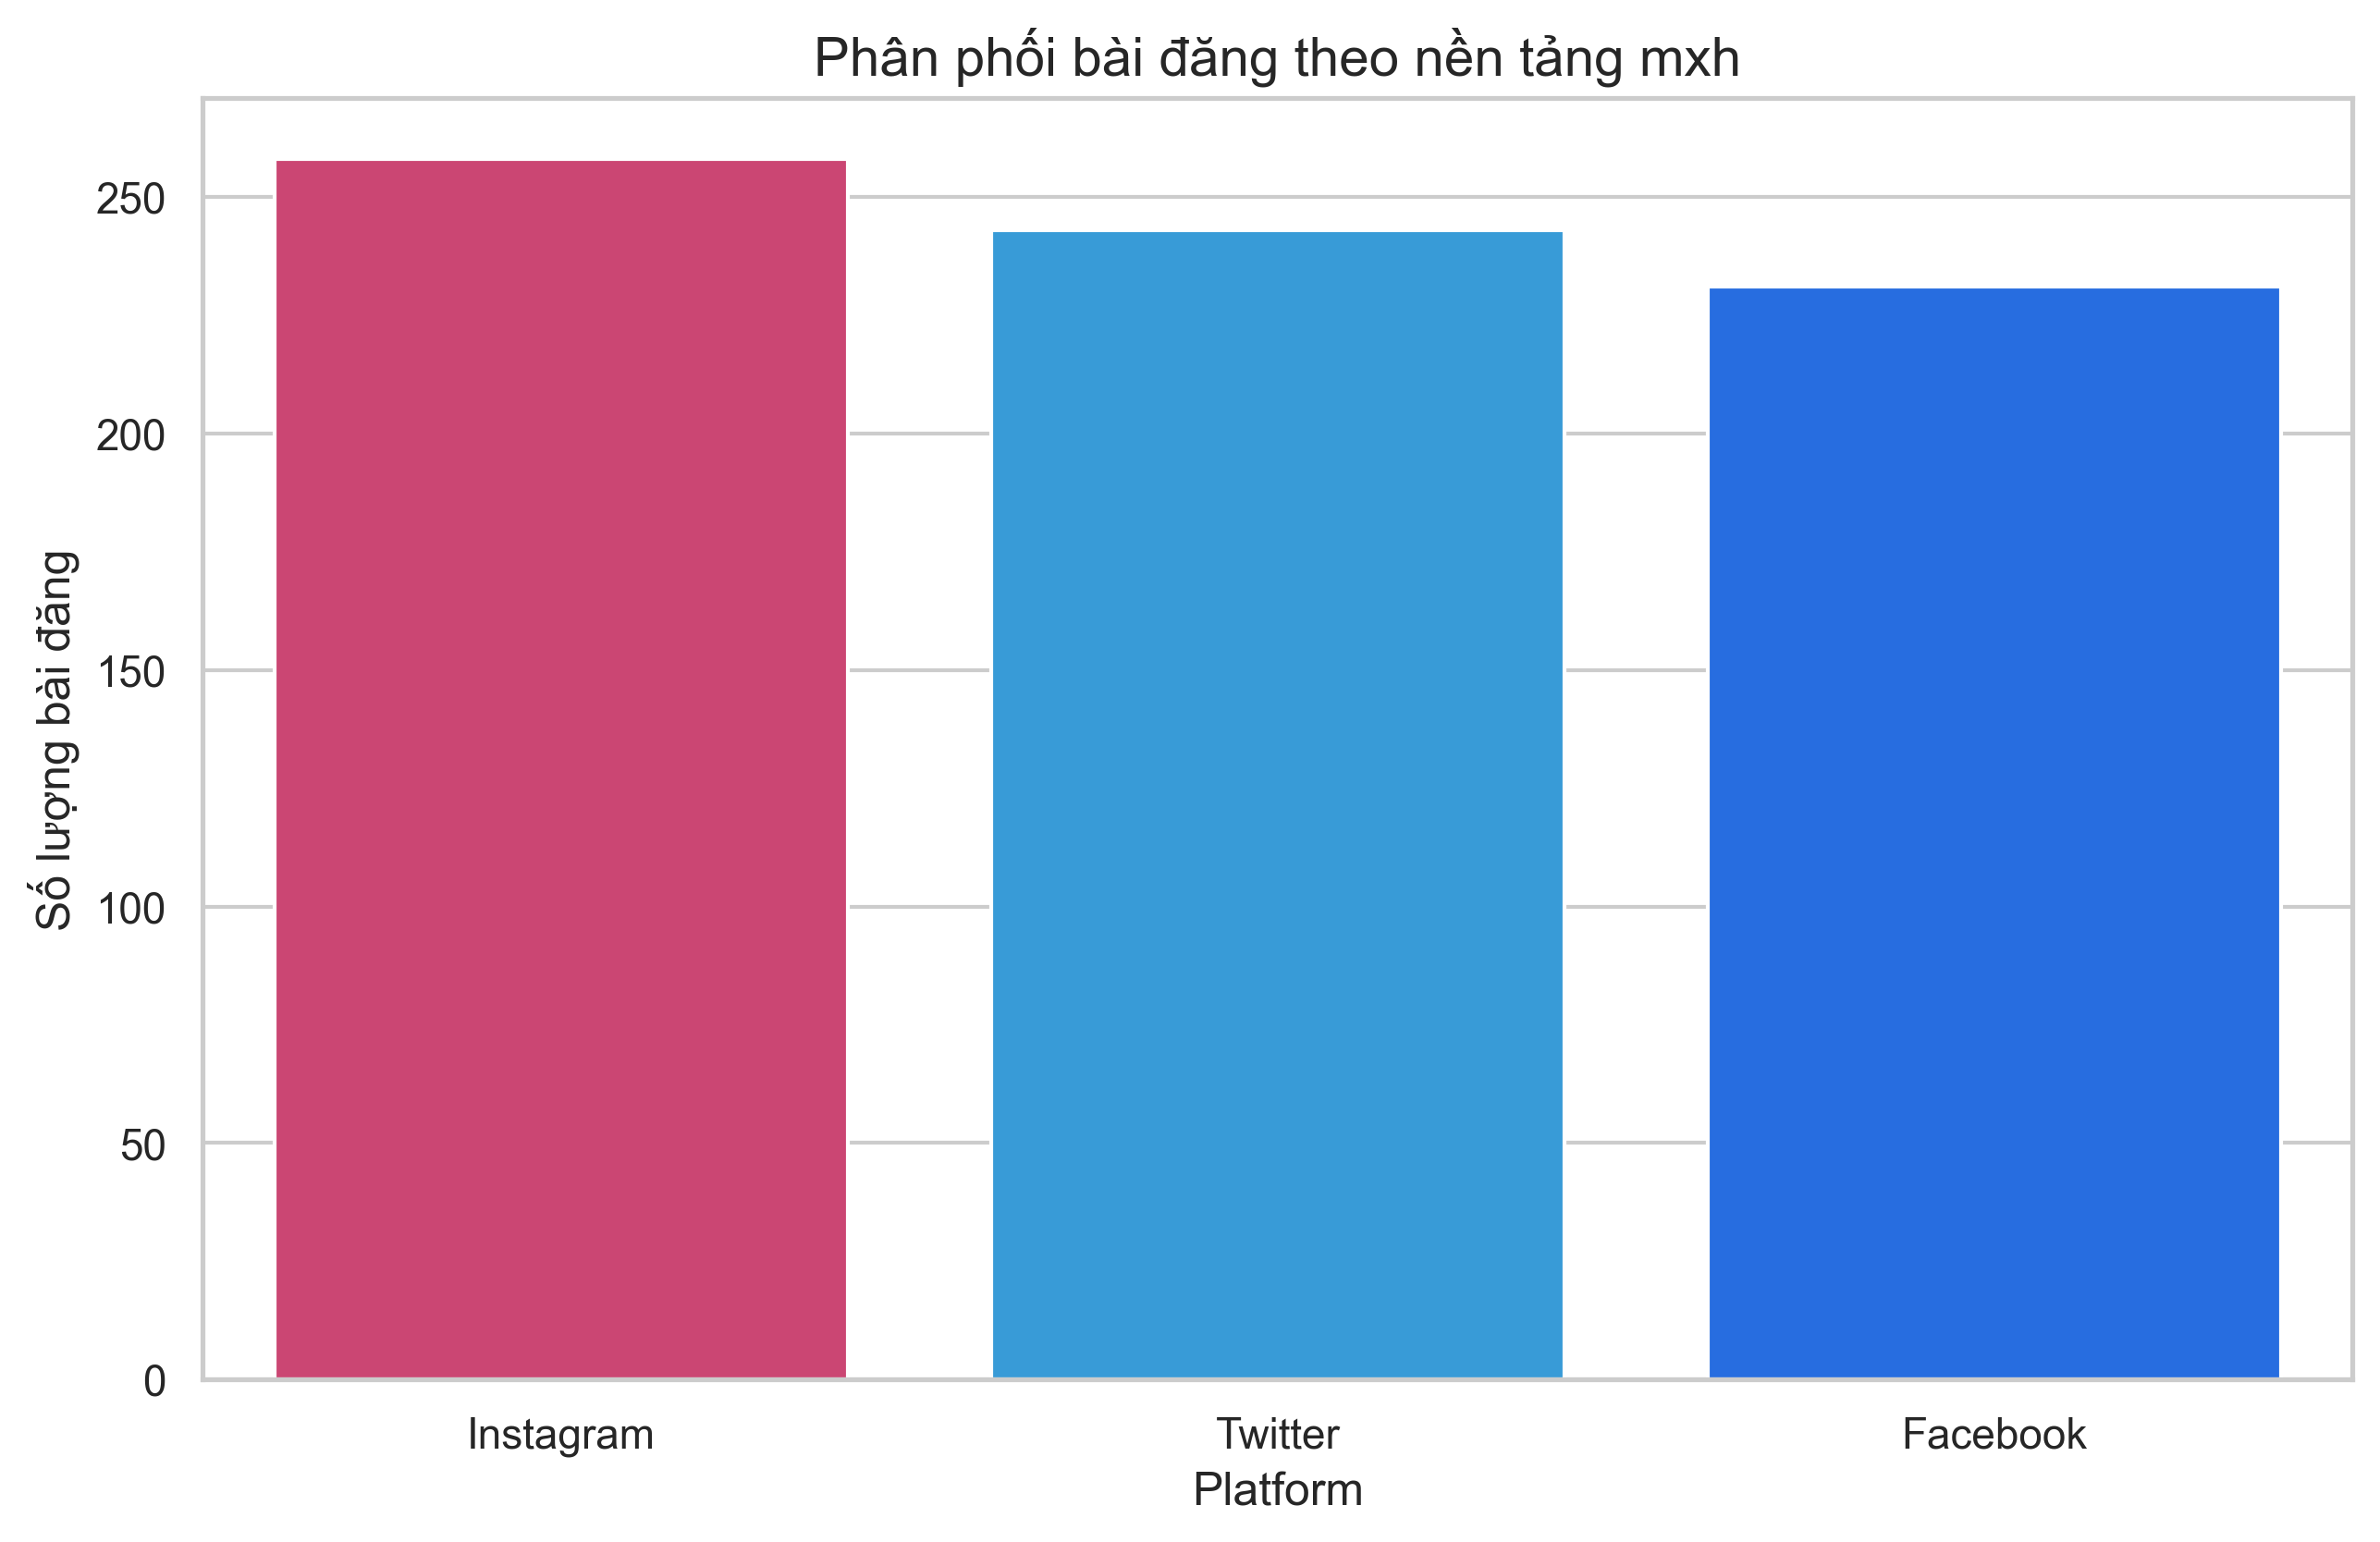 Phân phối bài đăng theo nền tảng mxh
Số lượng bài đăng
250
200
150
100
50
0
Instagram
Twitter
Facebook
Platform